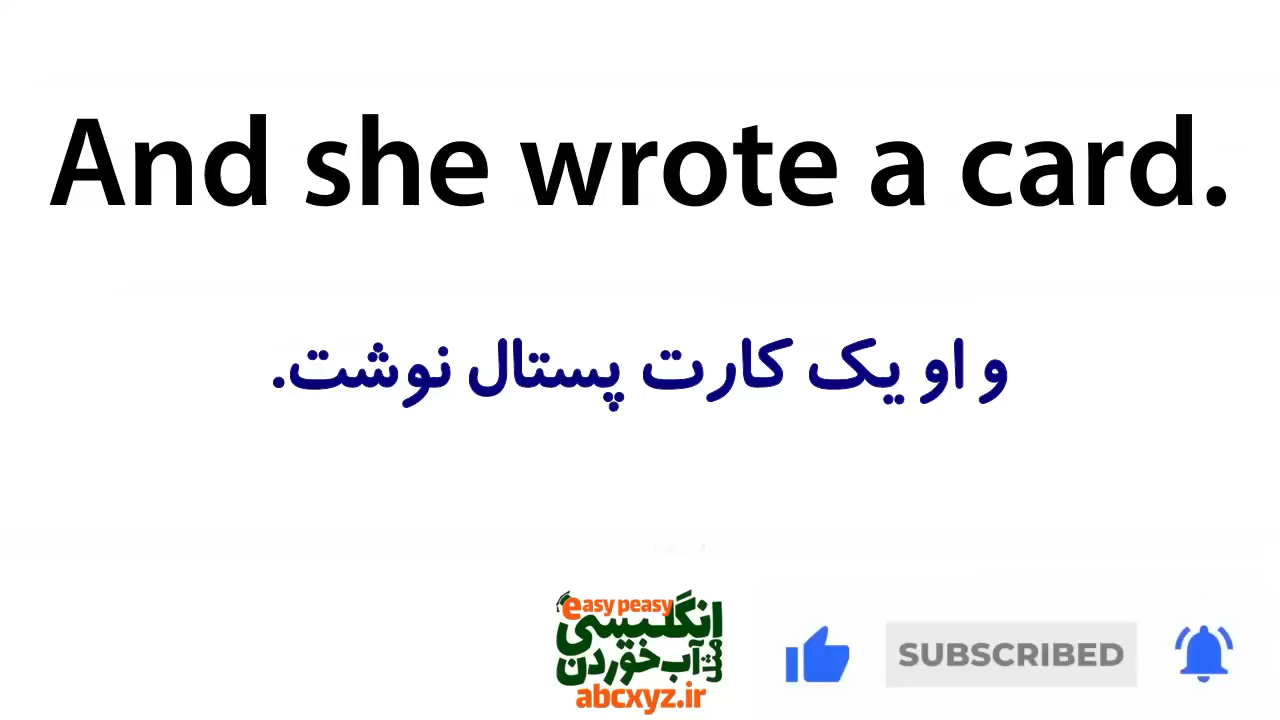 And she wrote a card.
و او یک کارت پستال نوشت.
easy peasy
انگلیسی
مثل آب خوردن
abcxyz.ir
SUBSCRIBED